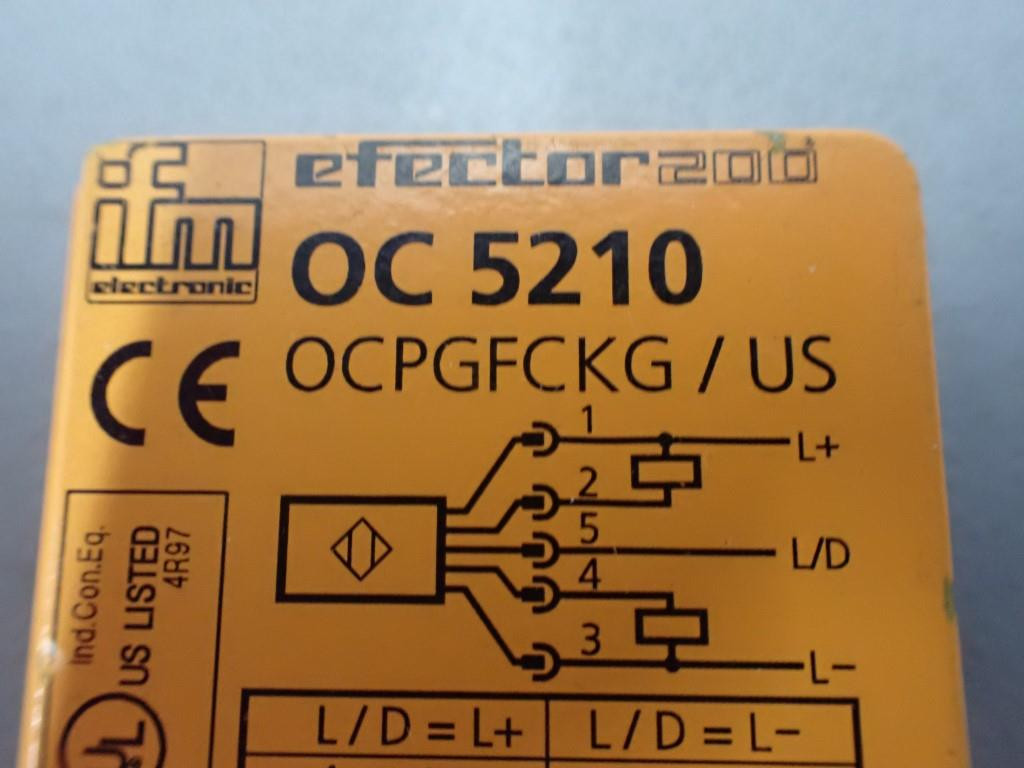 ifm
electronic
efector200
OC 5210
OCPGFCKG / US
CE
1
L+
2
5
L/D
4
3
L-
Ind.Con.Eq.
US LISTED
4R97
UL
L/D = L+
L/D = L-